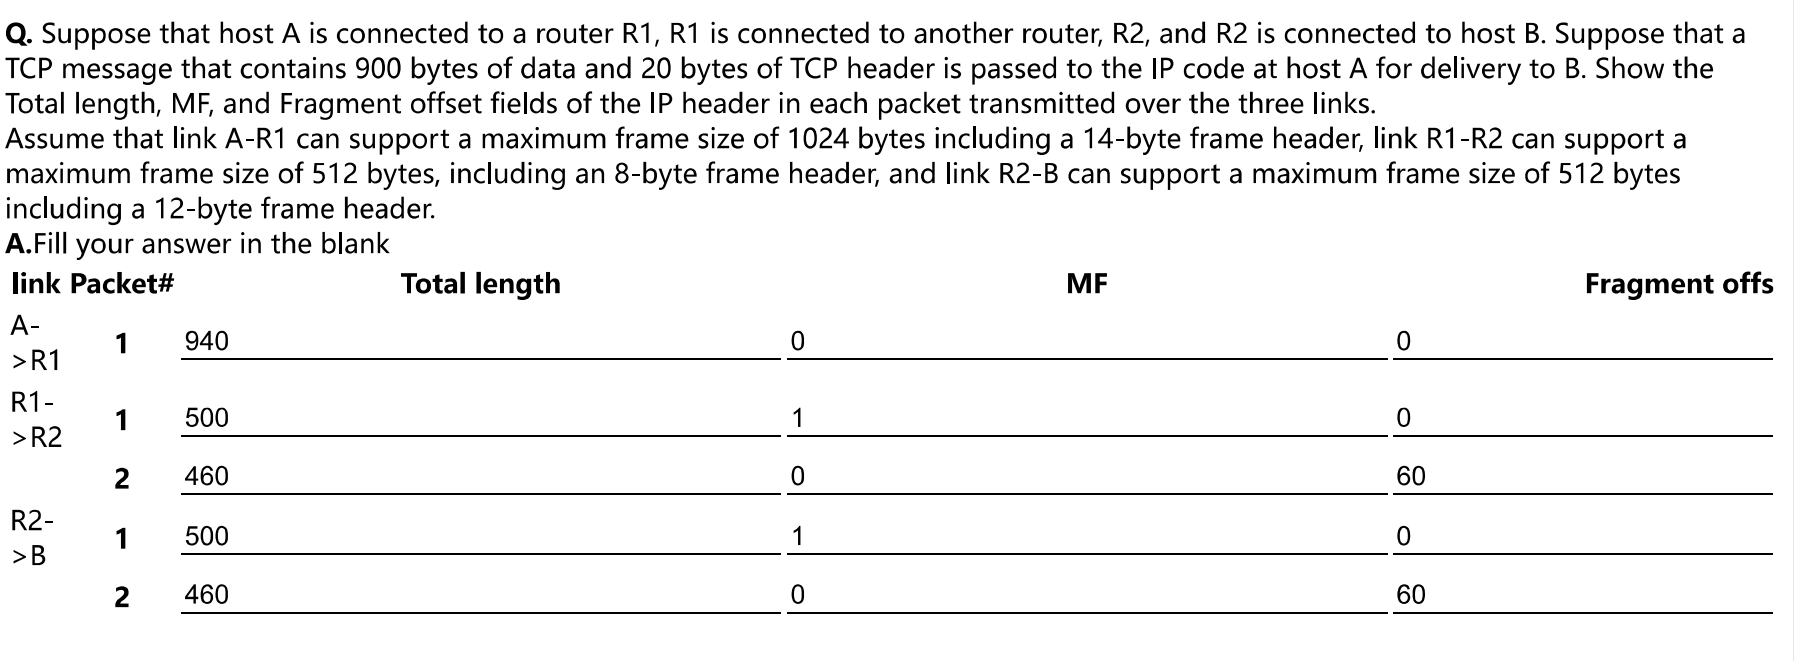 Q. Suppose that host A is connected to a router R1, R1 is connected to another router, R2, and R2 is connected to host B. Suppose that a
TCP message that contains 900 bytes of data and 20 bytes of TCP header is passed to the IP code at host A for delivery to B. Show the
Total length, MF, and Fragment offset fields of the IP header in each packet transmitted over the three links.
Assume that link A-R1 can support a maximum frame size of 1024 bytes including a 14-byte frame header, link R1-R2 can support a
maximum frame size of 512 bytes, including an 8-byte frame header, and link R2-B can support a maximum frame size of 512 bytes
including a 12-byte frame header.
A.Fill your answer in the blank
link Packet# Total length MF Fragment offs
A-
>R1 1 940 0 0
R1-
>R2 1 500 1 0
2 460 0 60
R2-
>B 1 500 1 0
2 460 0 60